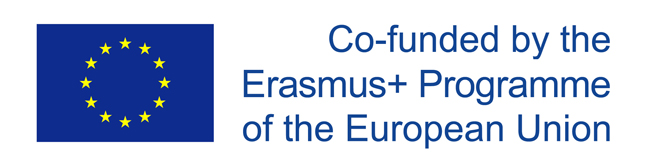 Co-funded by the
Erasmus+ Programme
of the European Union